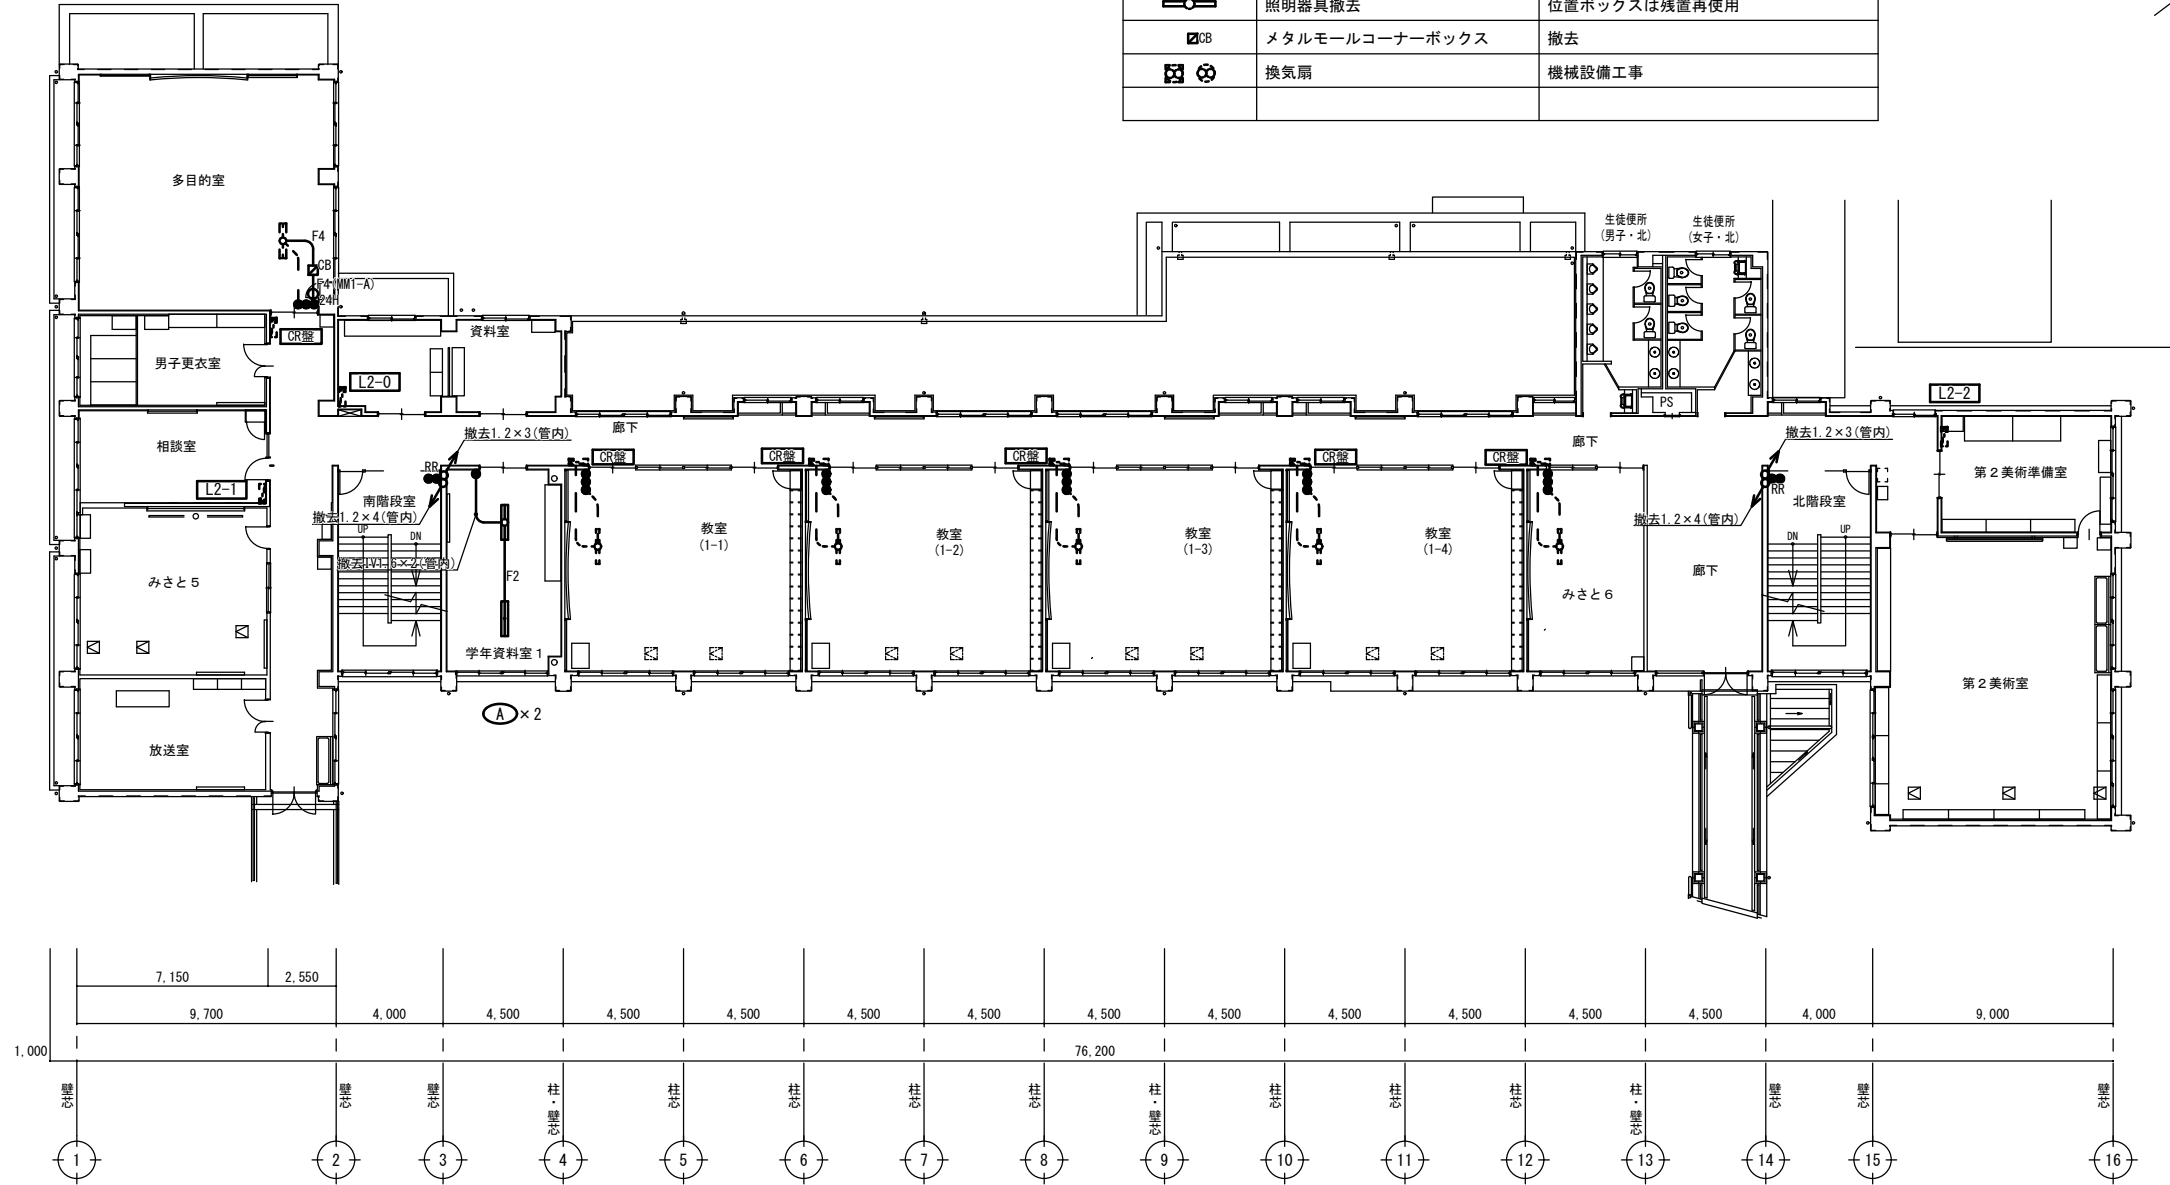 照明器具撤去 位置ボックスは残置再使用
CB メタルモールコーナーボックス 撤去
換気扇 機械設備工事
多目的室
F4
CB
F4(MM1-A)
24H
CR盤
男子更衣室
資料室
L2-0
生徒便所
(男子・北)
生徒便所
(女子・北)
PS
L2-2
相談室
L2-1
撤去1.2×3(管内)
廊下
RR
南階段室
撤去1.2×4(管内)
UP
DN
撤去IV1.6×2(管内)
F2
学年資料室1
A ×2
みさと5
放送室
CR盤
CR盤
CR盤
CR盤
CR盤
教室
(1-1)
教室
(1-2)
教室
(1-3)
教室
(1-4)
みさと6
廊下
廊下
撤去1.2×3(管内)
RR
北階段室
撤去1.2×4(管内)
DN
UP
第2美術準備室
第2美術室
7,150 2,550
9,700 4,000 4,500 4,500 4,500 4,500 4,500 4,500 4,500 4,500 4,500 4,500 4,500 4,000 9,000
1,000 76,200
壁芯 壁芯 壁芯 柱・壁芯 柱芯 柱芯 柱芯 柱芯 柱・壁芯 柱芯 柱芯 柱芯 柱・壁芯 壁芯 壁芯 壁芯
1 2 3 4 5 6 7 8 9 10 11 12 13 14 15 16